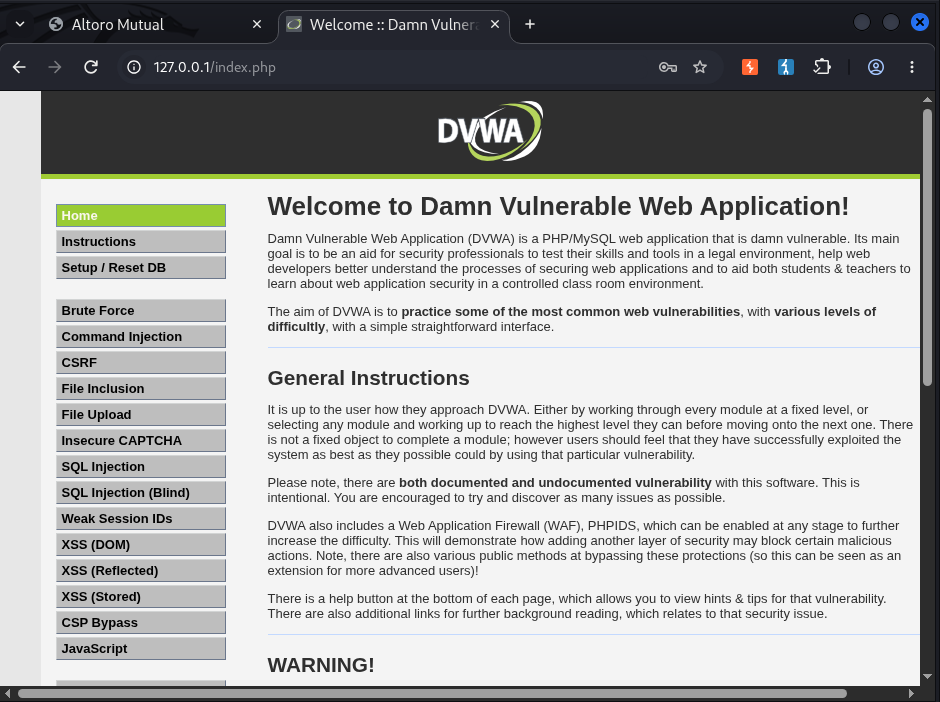 Altoro Mutual
Welcome :: Damn Vulnera
127.0.0.1/index.php
DVWA
Home
Instructions
Setup / Reset DB
Brute Force
Command Injection
CSRF
File Inclusion
File Upload
Insecure CAPTCHA
SQL Injection
SQL Injection (Blind)
Weak Session IDs
XSS (DOM)
XSS (Reflected)
XSS (Stored)
CSP Bypass
JavaScript
Welcome to Damn Vulnerable Web Application!
Damn Vulnerable Web Application (DVWA) is a PHP/MySQL web application that is damn vulnerable. Its main
goal is to be an aid for security professionals to test their skills and tools in a legal environment, help web
developers better understand the processes of securing web applications and to aid both students & teachers to
learn about web application security in a controlled class room environment.
The aim of DVWA is to practice some of the most common web vulnerabilities, with various levels of
difficultly, with a simple straightforward interface.
General Instructions
It is up to the user how they approach DVWA. Either by working through every module at a fixed level, or
selecting any module and working up to reach the highest level they can before moving onto the next one. There
is not a fixed object to complete a module; however users should feel that they have successfully exploited the
system as best as they possible could by using that particular vulnerability.
Please note, there are both documented and undocumented vulnerability with this software. This is
intentional. You are encouraged to try and discover as many issues as possible.
DVWA also includes a Web Application Firewall (WAF), PHPIDS, which can be enabled at any stage to further
increase the difficulty. This will demonstrate how adding another layer of security may block certain malicious
actions. Note, there are also various public methods at bypassing these protections (so this can be seen as an
extension for more advanced users)!
There is a help button at the bottom of each page, which allows you to view hints & tips for that vulnerability.
There are also additional links for further background reading, which relates to that security issue.
WARNING!